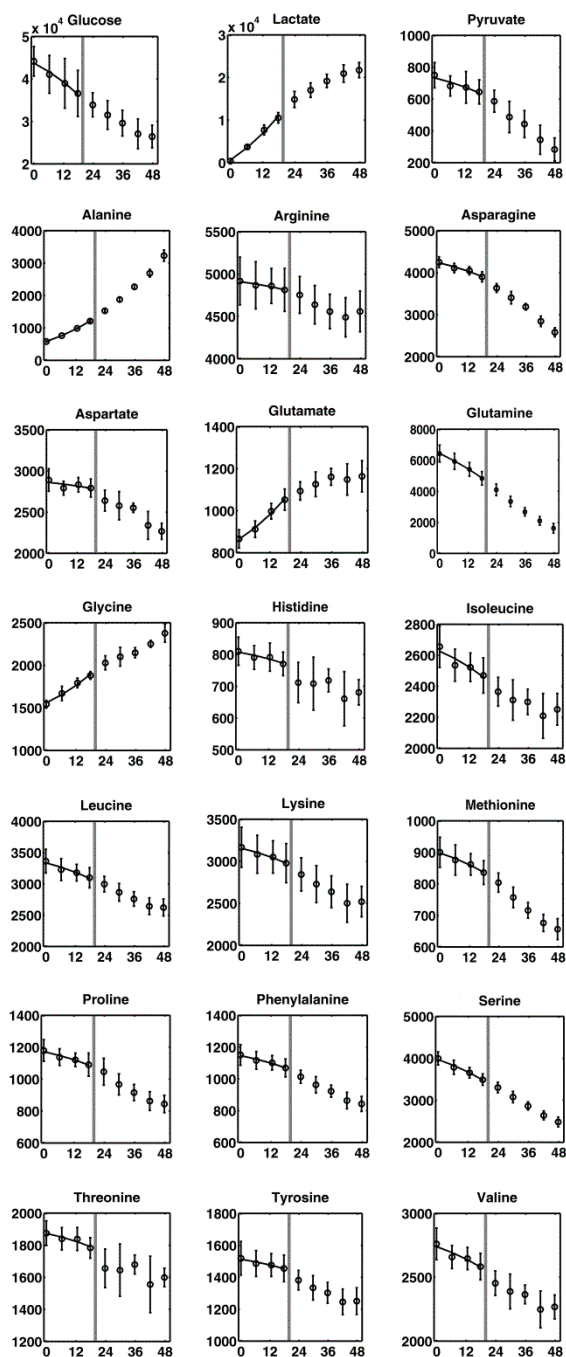 Glucose Lactate Pyruvate
x 10^4 x 10^4
5 3 1000
4 2 800
3 1 600
2 0 400
200
0 12 24 36 48 0 12 24 36 48 0 12 24 36 48
Alanine Arginine Asparagine
4000 5500 5000
3000 5000 4000
2000 4500 3000
1000 4000 2000
0
0 12 24 36 48 0 12 24 36 48 0 12 24 36 48
Aspartate Glutamate Glutamine
3500 1400 8000
3000 1200 6000
2500 1000 4000
2000 800 2000
0
0 12 24 36 48 0 12 24 36 48 0 12 24 36 48
Glycine Histidine Isoleucine
2500 900 2800
2000 800 2600
1500 700 2400
1000 600 2200
500 2000
0 12 24 36 48 0 12 24 36 48 0 12 24 36 48
Leucine Lysine Methionine
4000 3500 1000
3500 3000 900
3000 2500 800
2500 2000 700
2000 600
0 12 24 36 48 0 12 24 36 48 0 12 24 36 48
Proline Phenylalanine Serine
1400 1400 5000
1200 1200 4000
1000 1000 3000
800 800 2000
600 600
0 12 24 36 48 0 12 24 36 48 0 12 24 36 48
Threonine Tyrosine Valine
2000 1800 3000
1800 1600 2500
1600 1400 2000
1400 1200
1200 1000
0 12 24 36 48 0 12 24 36 48 0 12 24 36 48